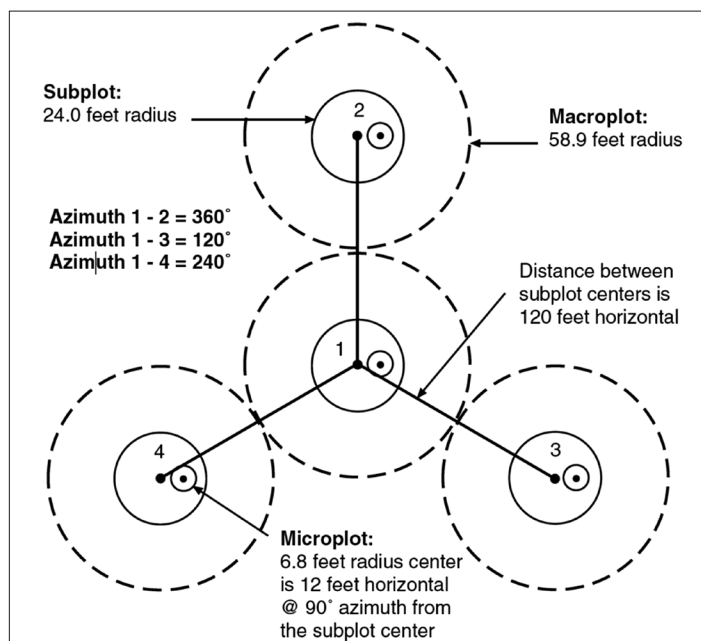 Subplot:
24.0 feet radius
2
Macroplot:
58.9 feet radius
Azimuth 1 - 2 = 360°
Azimuth 1 - 3 = 120°
Azimuth 1 - 4 = 240°
Distance between
subplot centers is
120 feet horizontal
1
4
3
Microplot:
6.8 feet radius center
is 12 feet horizontal
@ 90° azimuth from
the subplot center